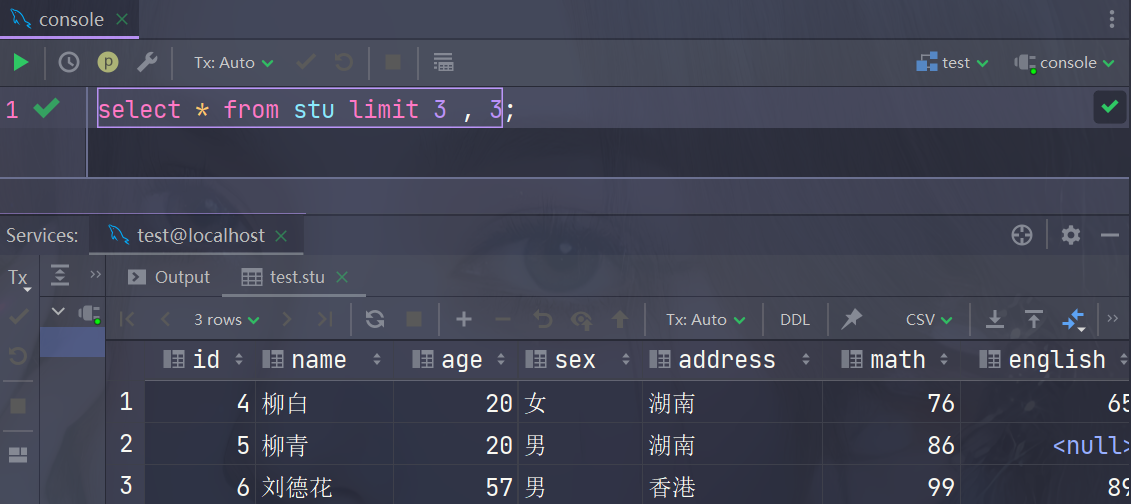 console
Tx: Auto
test
console
1 select * from stu limit 3 , 3;
Services: test@localhost
Tx
Output test.stu
3 rows
Tx: Auto
DDL
CSV
id name age sex address math english
1 4 柳白 20 女 湖南 76 65
2 5 柳青 20 男 湖南 86 <null>
3 6 刘德花 57 男 香港 99 89